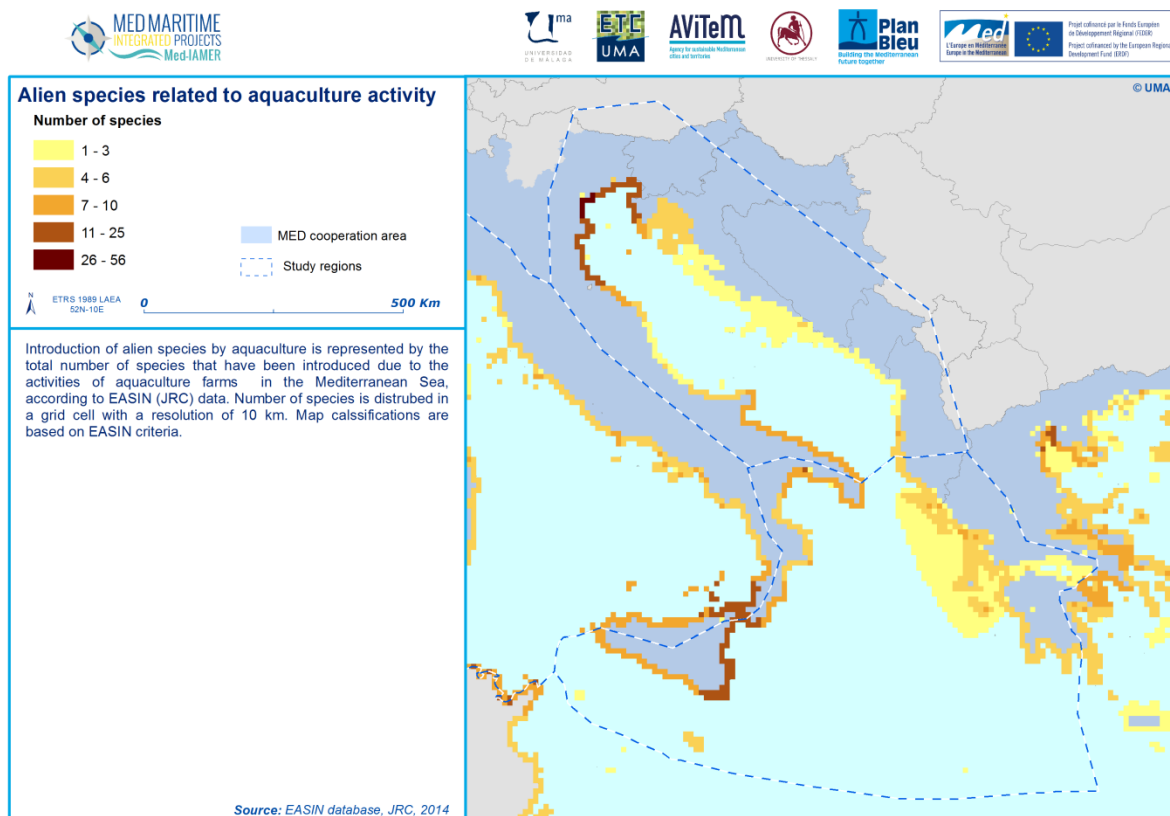 MED MARITIME
INTEGRATED PROJECTS
Med-IAMER
uma
UNIVERSIDAD
DE MALAGA
ETC
UMA
AViTeM
Agency for sustainable Mediterranean
cities and territories
UNIVERSITY OF THESSALY
Plan
Bleu
Building the Mediterranean
future together
Med
L'Europe en Méditerranée
Europe in the Mediterranean
Projet cofinancé par le Fonds Européen
de Développement Régional (FEDER)
Project cofinanced by the European Regional
Development Fund (ERDF)
Alien species related to aquaculture activity
Number of species
1 - 3
4 - 6
7 - 10
11 - 25
26 - 56
MED cooperation area
Study regions
N
ETRS 1989 LAEA
52N-10E
0
500 Km
© UMA
Introduction of alien species by aquaculture is represented by the
total number of species that have been introduced due to the
activities of aquaculture farms in the Mediterranean Sea,
according to EASIN (JRC) data. Number of species is distrubed in
a grid cell with a resolution of 10 km. Map calssifications are
based on EASIN criteria.
Source: EASIN database, JRC, 2014